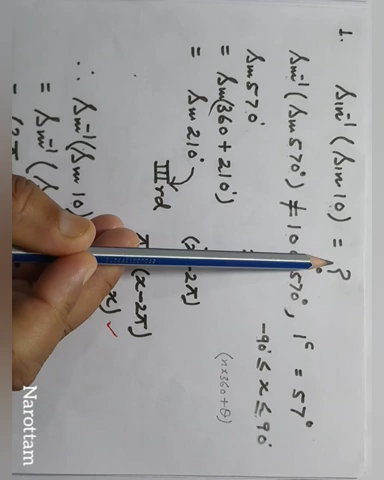 1. sin⁻¹(sin 10) = ?
sin⁻¹(sin 570°) ≠ 10 570°, 1ᶜ = 57°
-90° ≤ x ≤ 90°
sin 570°
= sin(360 + 210°) (n×360+θ)
= sin 210°
IIIrd
-2π)
(x-2π)
∴ sin⁻¹(sin 10)
x) ✓
= sin⁻¹(
Narottam